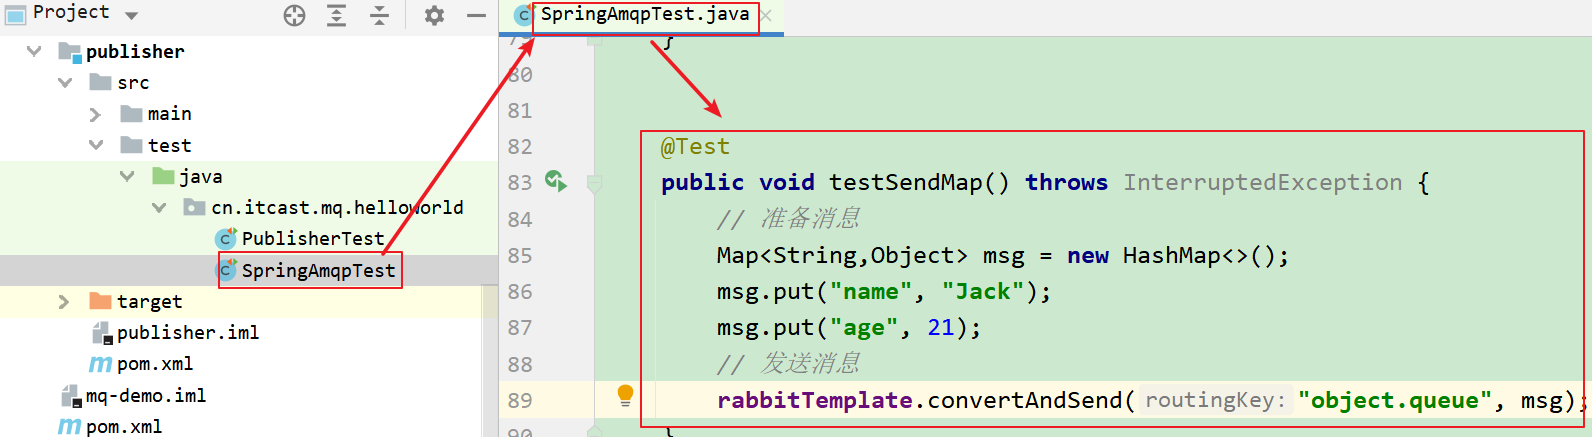 Project
publisher
src
main
test
java
cn.itcast.mq.helloworld
PublisherTest
SpringAmqpTest
target
publisher.iml
pom.xml
mq-demo.iml
pom.xml
SpringAmqpTest.java
79 }
80
81
82 @Test
83 public void testSendMap() throws InterruptedException {
84 // 准备消息
85 Map<String,Object> msg = new HashMap<>();
86 msg.put("name", "Jack");
87 msg.put("age", 21);
88 // 发送消息
89 rabbitTemplate.convertAndSend( routingKey: "object.queue", msg);
90 }